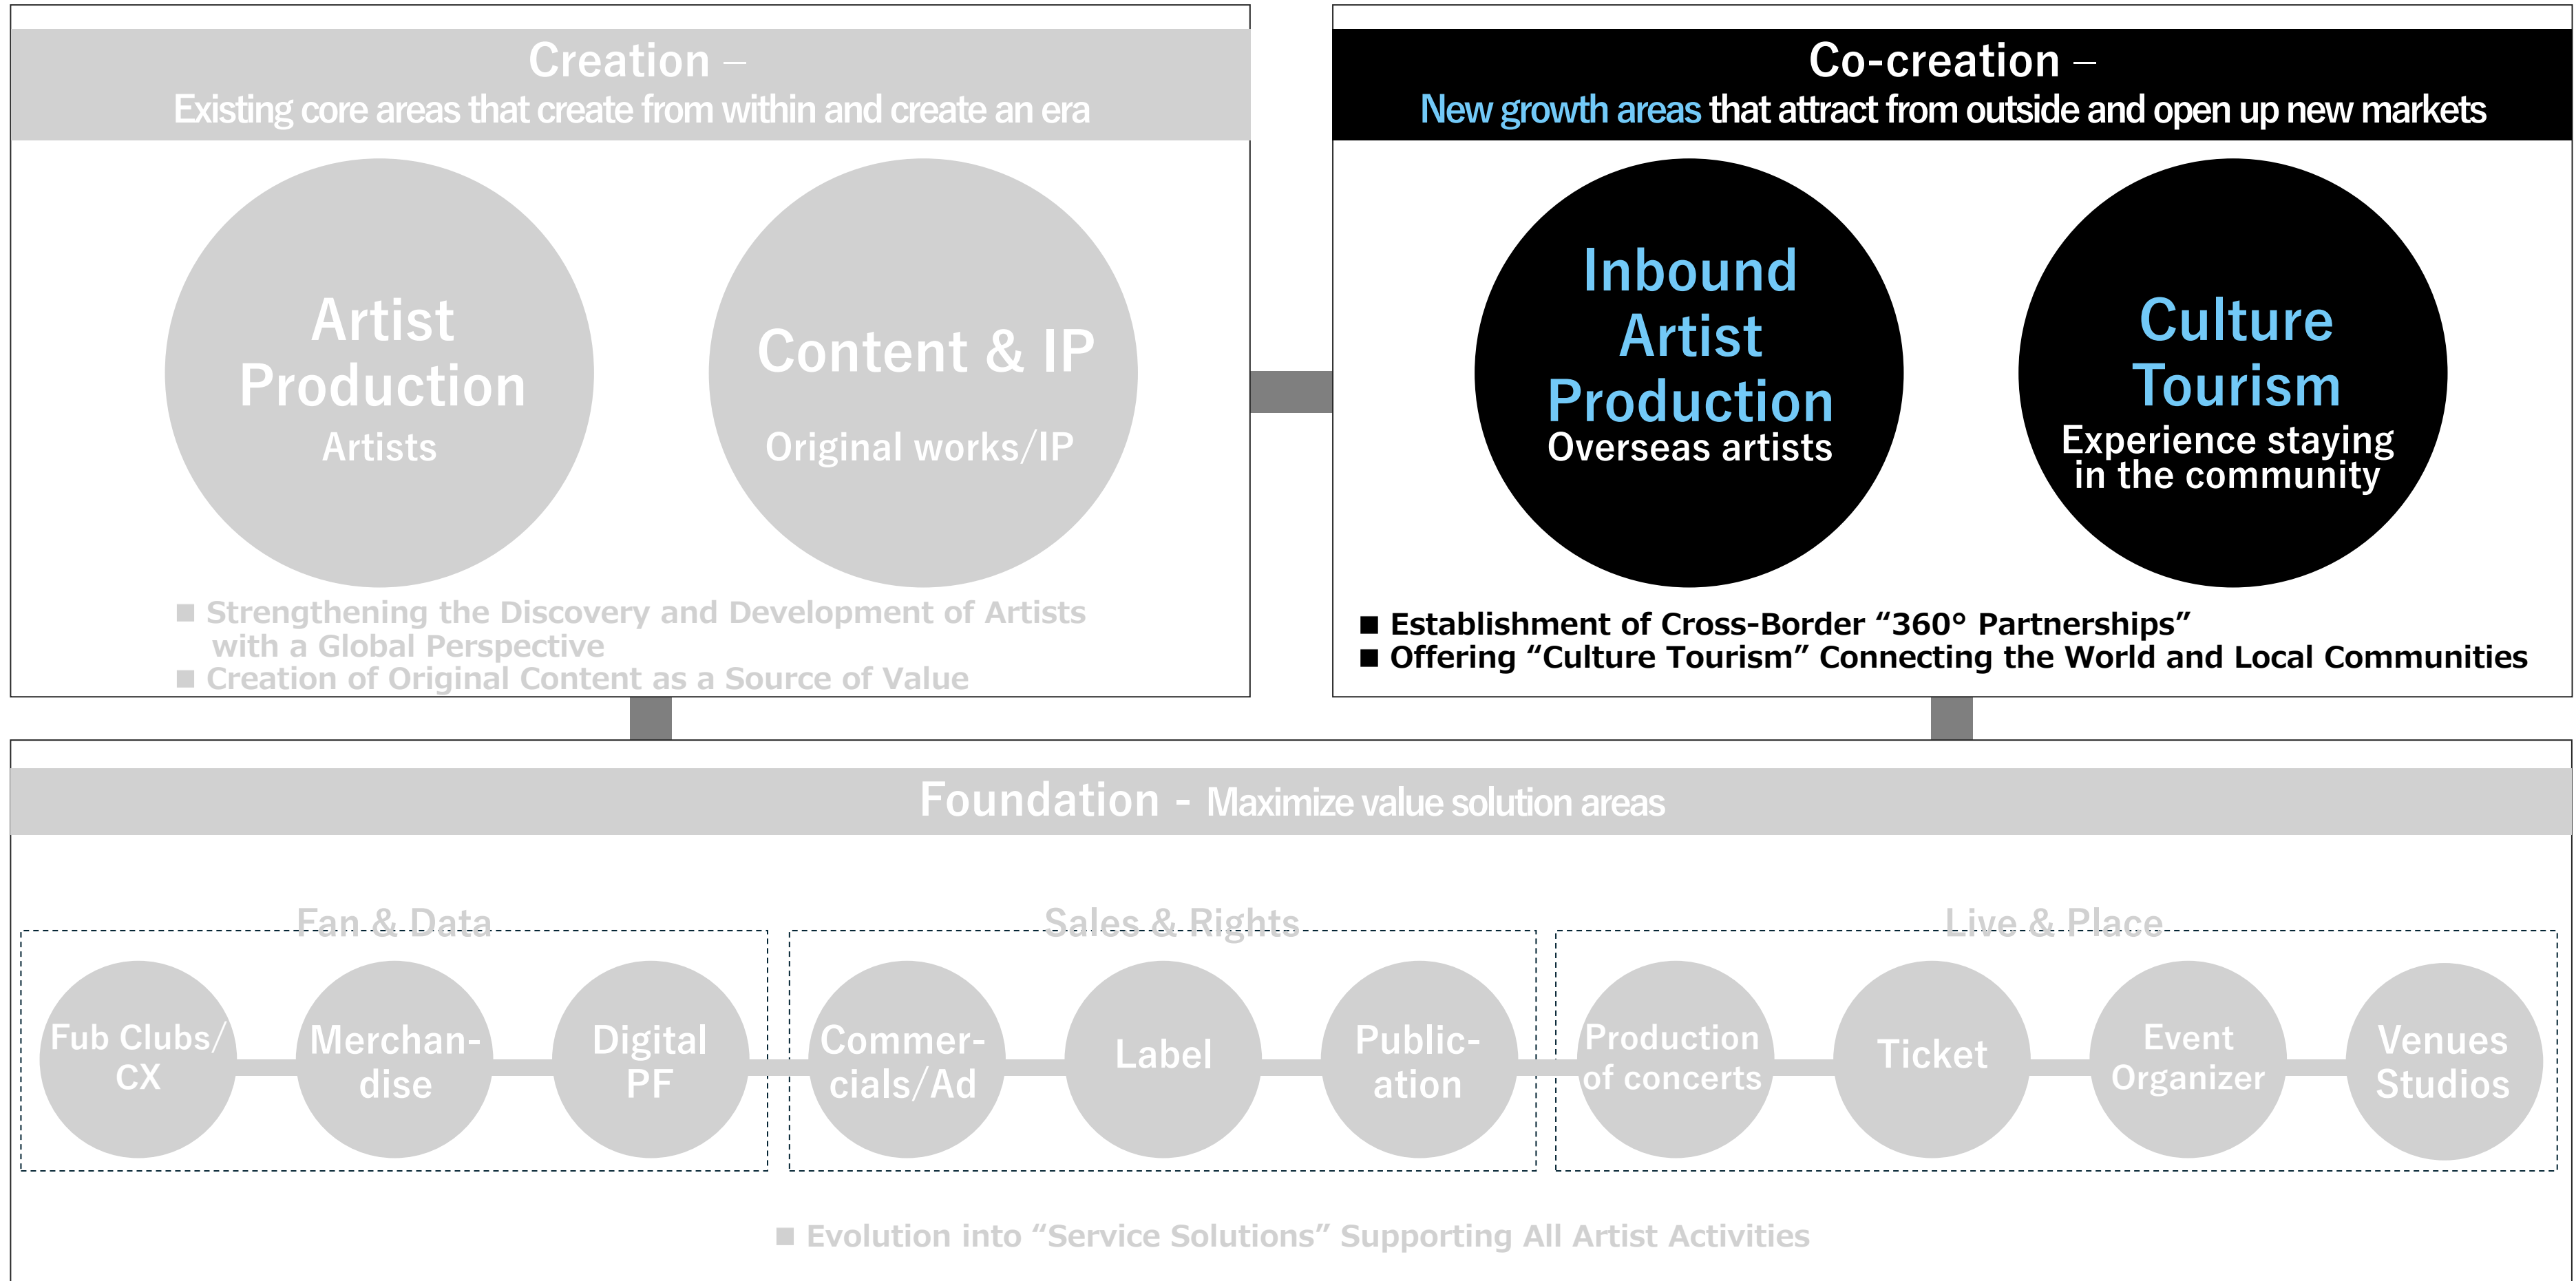 Creation –
Existing core areas that create from within and create an era
Artist
Production
Artists
Content & IP
Original works/IP
■ Strengthening the Discovery and Development of Artists
with a Global Perspective
■ Creation of Original Content as a Source of Value
Co-creation –
New growth areas that attract from outside and open up new markets
Inbound
Artist
Production
Overseas artists
Culture
Tourism
Experience staying
in the community
■ Establishment of Cross-Border “360° Partnerships”
■ Offering “Culture Tourism” Connecting the World and Local Communities
Foundation - Maximize value solution areas
Fan & Data
Fub Clubs/
CX
Merchan-
dise
Digital
PF
Sales & Rights
Commer-
cials/Ad
Label
Public-
ation
Live & Place
Production
of concerts
Ticket
Event
Organizer
Venues
Studios
■ Evolution into “Service Solutions” Supporting All Artist Activities